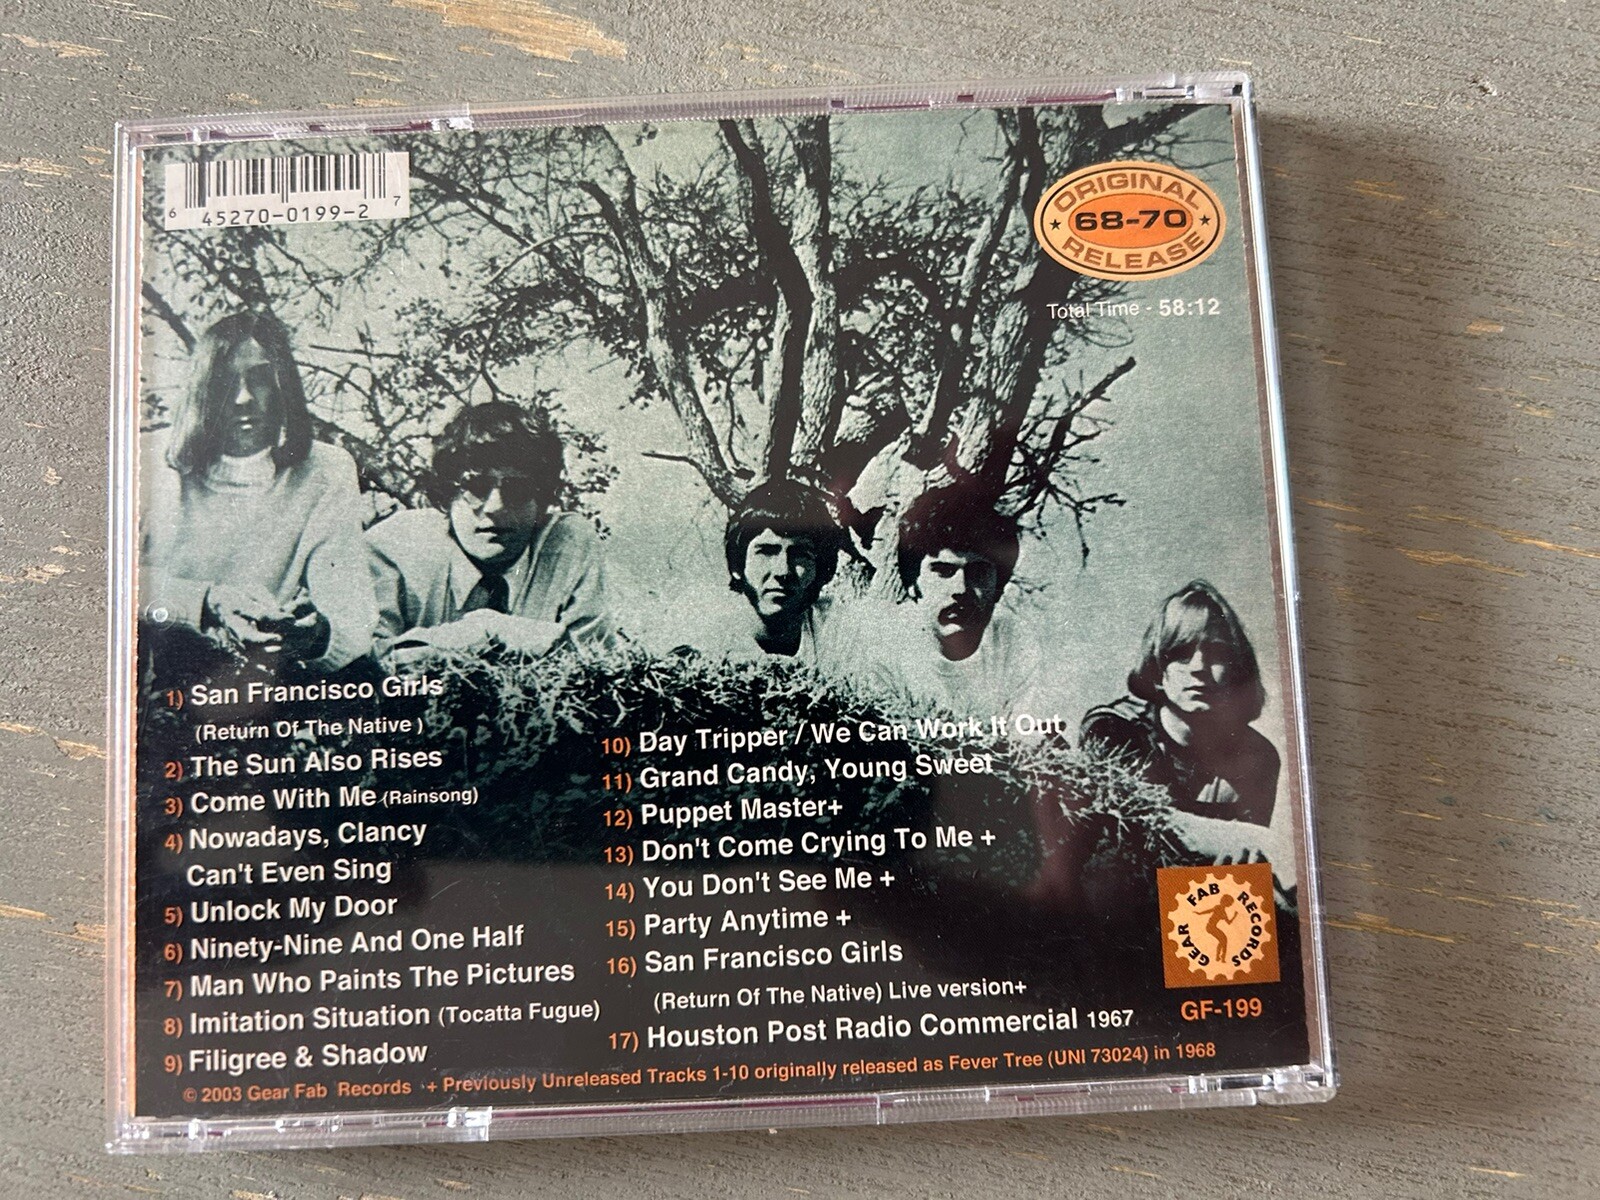 6 45270-0199-2 7
ORIGINAL
★ 68-70 ★
RELEASE
Total Time - 58:12
1) San Francisco Girls
(Return Of The Native )
2) The Sun Also Rises
3) Come With Me (Rainsong)
4) Nowadays, Clancy
Can't Even Sing
5) Unlock My Door
6) Ninety-Nine And One Half
7) Man Who Paints The Pictures
8) Imitation Situation (Tocatta Fugue)
9) Filigree & Shadow
10) Day Tripper / We Can Work It Out
11) Grand Candy, Young Sweet
12) Puppet Master+
13) Don't Come Crying To Me +
14) You Don't See Me +
15) Party Anytime +
16) San Francisco Girls
(Return Of The Native) Live version+
17) Houston Post Radio Commercial 1967
GEAR FAB RECORDS
GF-199
© 2003 Gear Fab Records + Previously Unreleased Tracks 1-10 originally released as Fever Tree (UNI 73024) in 1968